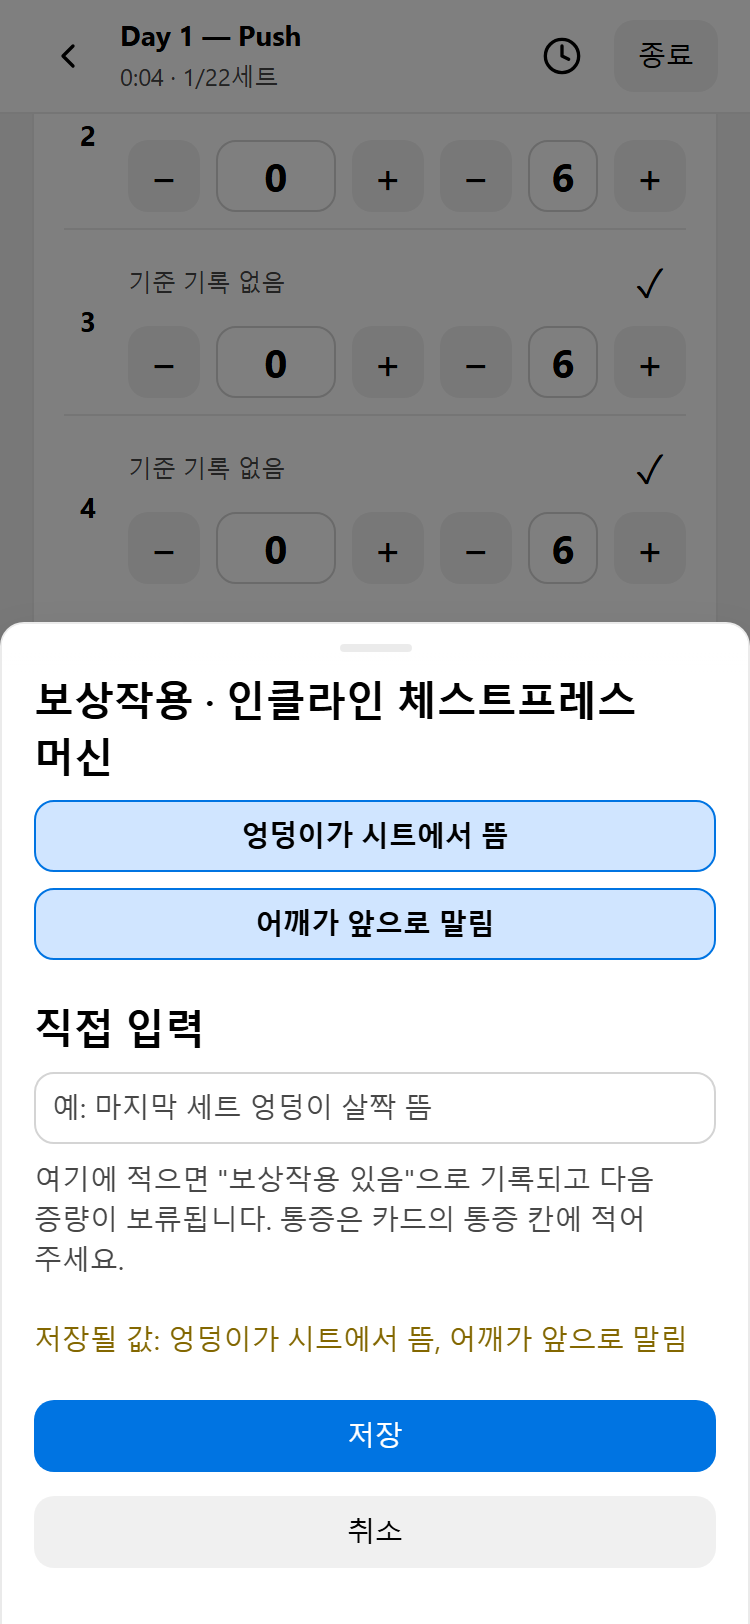 Day 1 — Push
0:04 · 1/22세트
종료
2
− 0 + − 6 +
기준 기록 없음 ✓
3
− 0 + − 6 +
기준 기록 없음 ✓
4
− 0 + − 6 +
보상작용 · 인클라인 체스트프레스
머신
엉덩이가 시트에서 뜸
어깨가 앞으로 말림
직접 입력
예: 마지막 세트 엉덩이 살짝 뜸
여기에 적으면 "보상작용 있음"으로 기록되고 다음
증량이 보류됩니다. 통증은 카드의 통증 칸에 적어
주세요.
저장될 값: 엉덩이가 시트에서 뜸, 어깨가 앞으로 말림
저장
취소